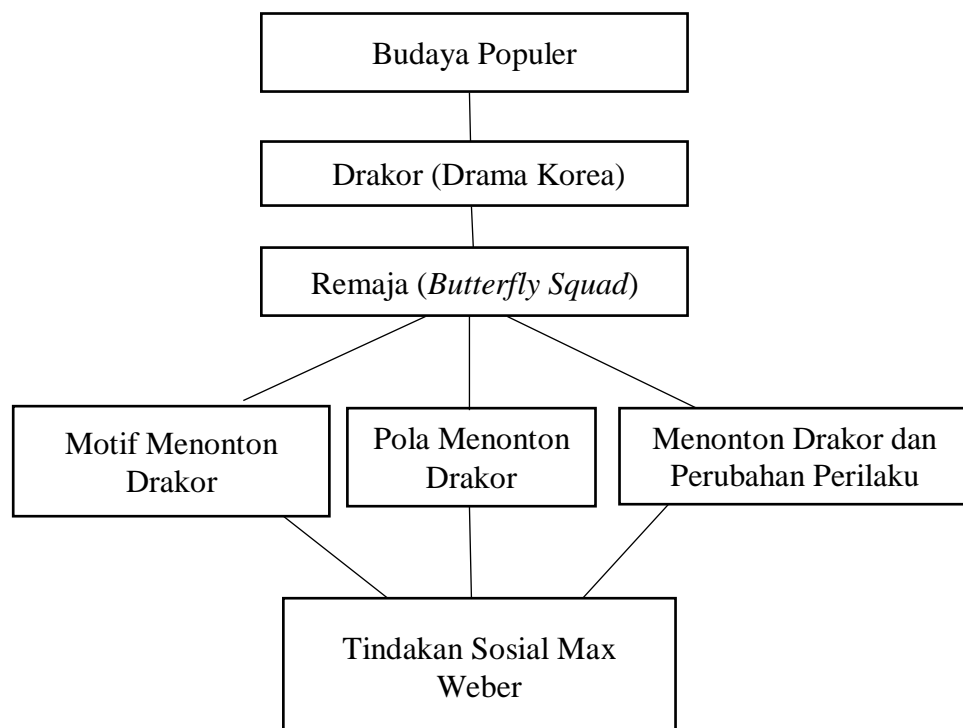 Budaya Populer
Drakor (Drama Korea)
Remaja (Butterfly Squad)
Motif Menonton
Drakor
Pola Menonton
Drakor
Menonton Drakor dan
Perubahan Perilaku
Tindakan Sosial Max
Weber